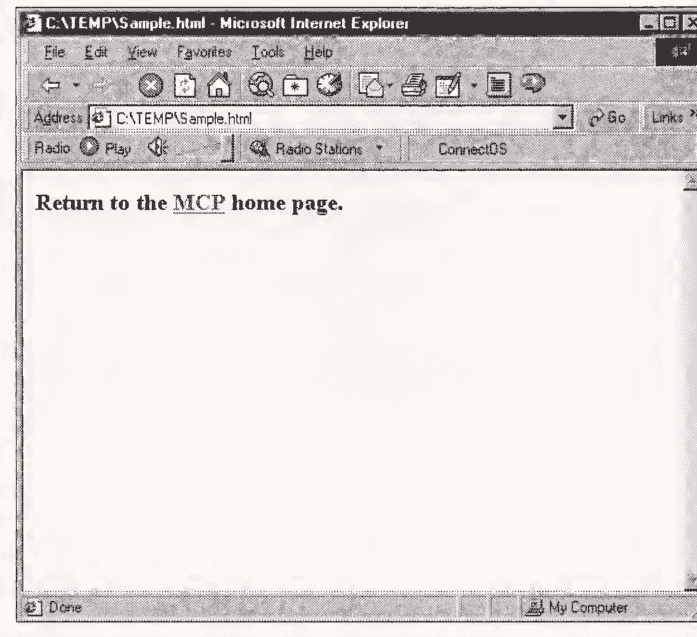 C:\TEMP\Sample.html - Microsoft Internet Explorer
File Edit View Favorites Tools Help
Address C:\TEMP\Sample.html Go Links »
Radio Play Radio Stations ConnectOS
Return to the MCP home page.
Done My Computer